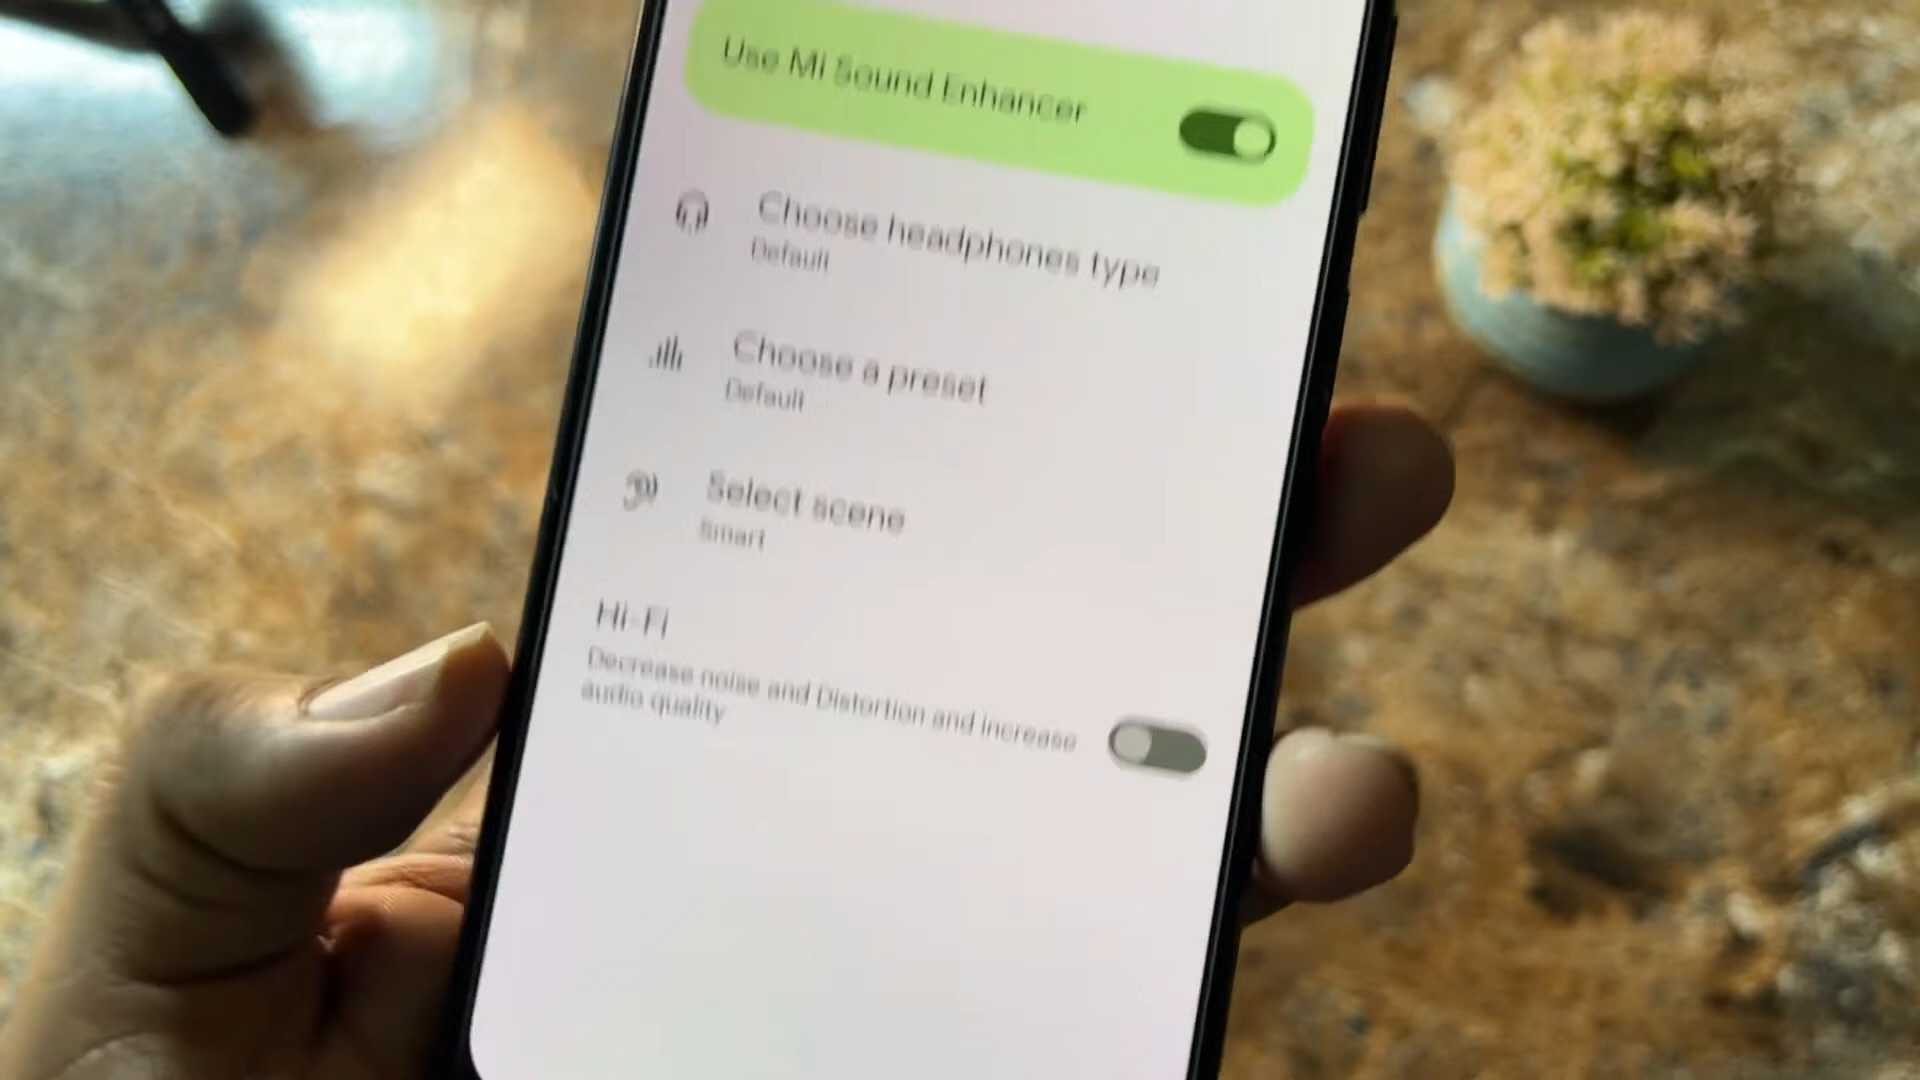 Use Mi Sound Enhancer
Choose headphones type
Default
Choose a preset
Default
Select scene
Smart
Hi-Fi
Decrease noise and Distortion and increase
audio quality